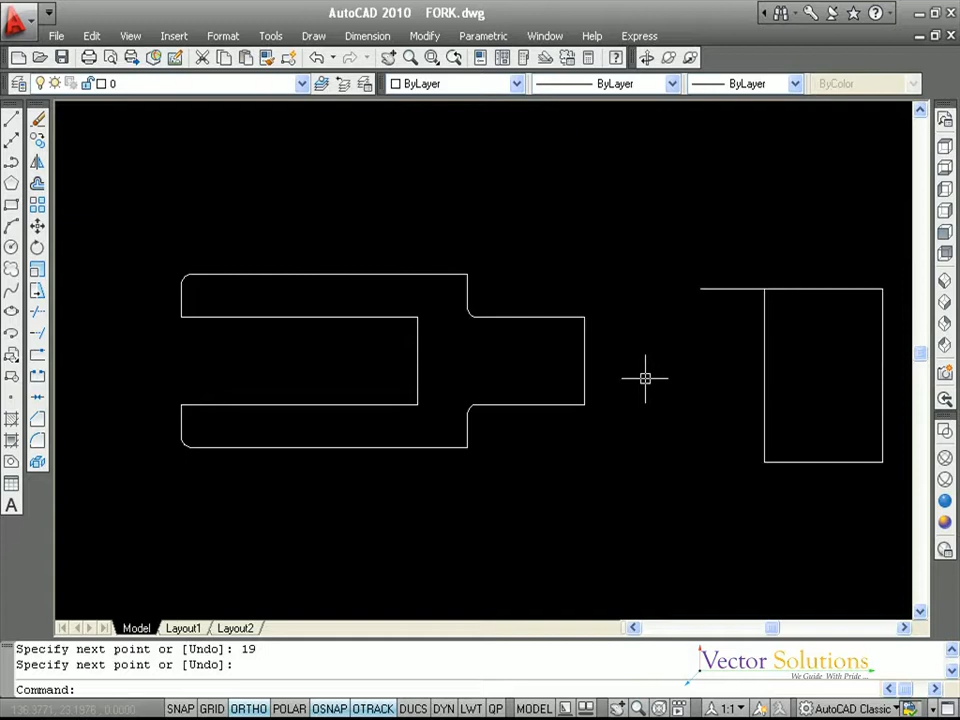 AutoCAD 2010 FORK.dwg
File Edit View Insert Format Tools Draw Dimension Modify Parametric Window Help Express
0 ByLayer ByLayer ByLayer ByColor
A
Model Layout1 Layout2
Specify next point or [Undo]: 19
Specify next point or [Undo]:
Command:
Vector Solutions
We Guide With Pride ...
SNAP GRID ORTHO POLAR OSNAP OTRACK DUCS DYN LWT QP MODEL 1:1 AutoCAD Classic